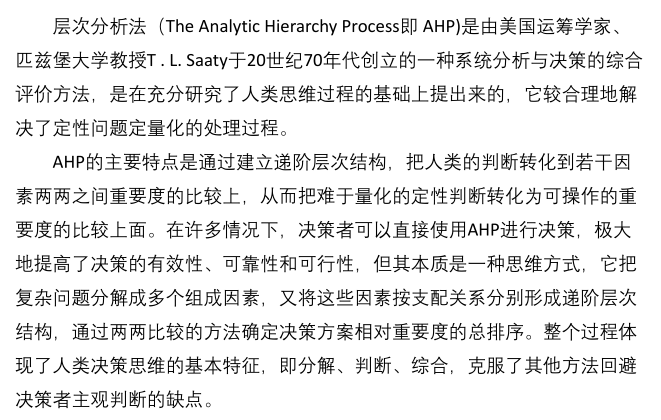 层次分析法（The Analytic Hierarchy Process即 AHP)是由美国运筹学家、
匹兹堡大学教授T . L. Saaty于20世纪70年代创立的一种系统分析与决策的综合
评价方法，是在充分研究了人类思维过程的基础上提出来的，它较合理地解
决了定性问题定量化的处理过程。
AHP的主要特点是通过建立递阶层次结构，把人类的判断转化到若干因
素两两之间重要度的比较上，从而把难于量化的定性判断转化为可操作的重
要度的比较上面。在许多情况下，决策者可以直接使用AHP进行决策，极大
地提高了决策的有效性、可靠性和可行性，但其本质是一种思维方式，它把
复杂问题分解成多个组成因素，又将这些因素按支配关系分别形成递阶层次
结构，通过两两比较的方法确定决策方案相对重要度的总排序。整个过程体
现了人类决策思维的基本特征，即分解、判断、综合，克服了其他方法回避
决策者主观判断的缺点。